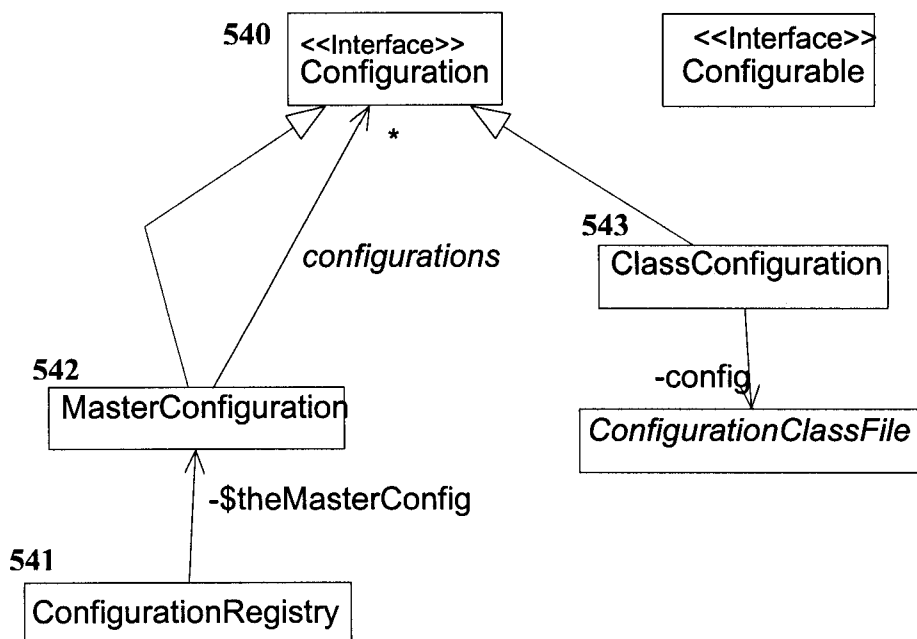 540
<<Interface>>
Configuration
<<Interface>>
Configurable
*
configurations
543
ClassConfiguration
542
MasterConfiguration
-config
ConfigurationClassFile
-$theMasterConfig
541
ConfigurationRegistry